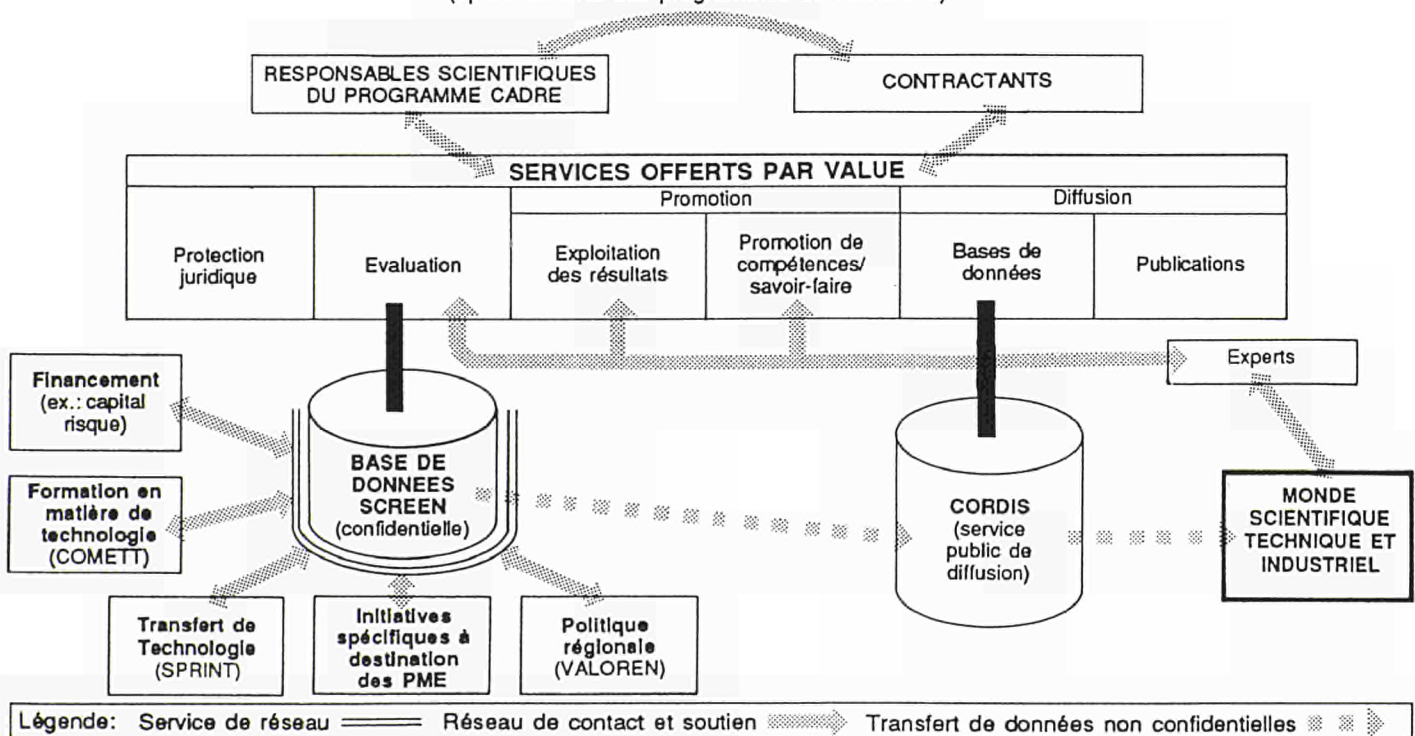 RESPONSABLES SCIENTIFIQUES
DU PROGRAMME CADRE
CONTRACTANTS
SERVICES OFFERTS PAR VALUE
Promotion
Diffusion
Protection
juridique
Evaluation
Exploitation
des résultats
Promotion de
compétences/
savoir-faire
Bases de
données
Publications
Experts
Financement
(ex.: capital
risque)
Formation en
matière de
technologie
(COMETT)
BASE DE
DONNEES
SCREEN
(confidentielle)
CORDIS
(service
public de
diffusion)
MONDE
SCIENTIFIQUE
TECHNIQUE ET
INDUSTRIEL
Transfert de
Technologie
(SPRINT)
Initiatives
spécifiques à
destination
des PME
Politique
régionale
(VALOREN)
Légende: Service de réseau Réseau de contact et soutien Transfert de données non confidentielles